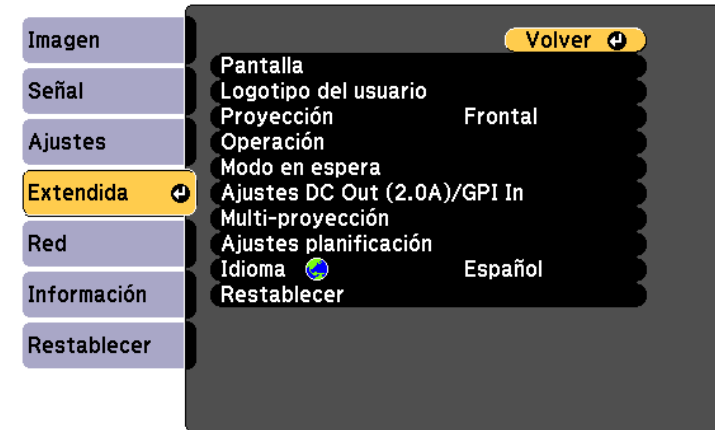 Imagen
Señal
Ajustes
Extendida
Red
Información
Restablecer
Volver
Pantalla
Logotipo del usuario
Proyección Frontal
Operación
Modo en espera
Ajustes DC Out (2.0A)/GPI In
Multi-proyección
Ajustes planificación
Idioma Español
Restablecer